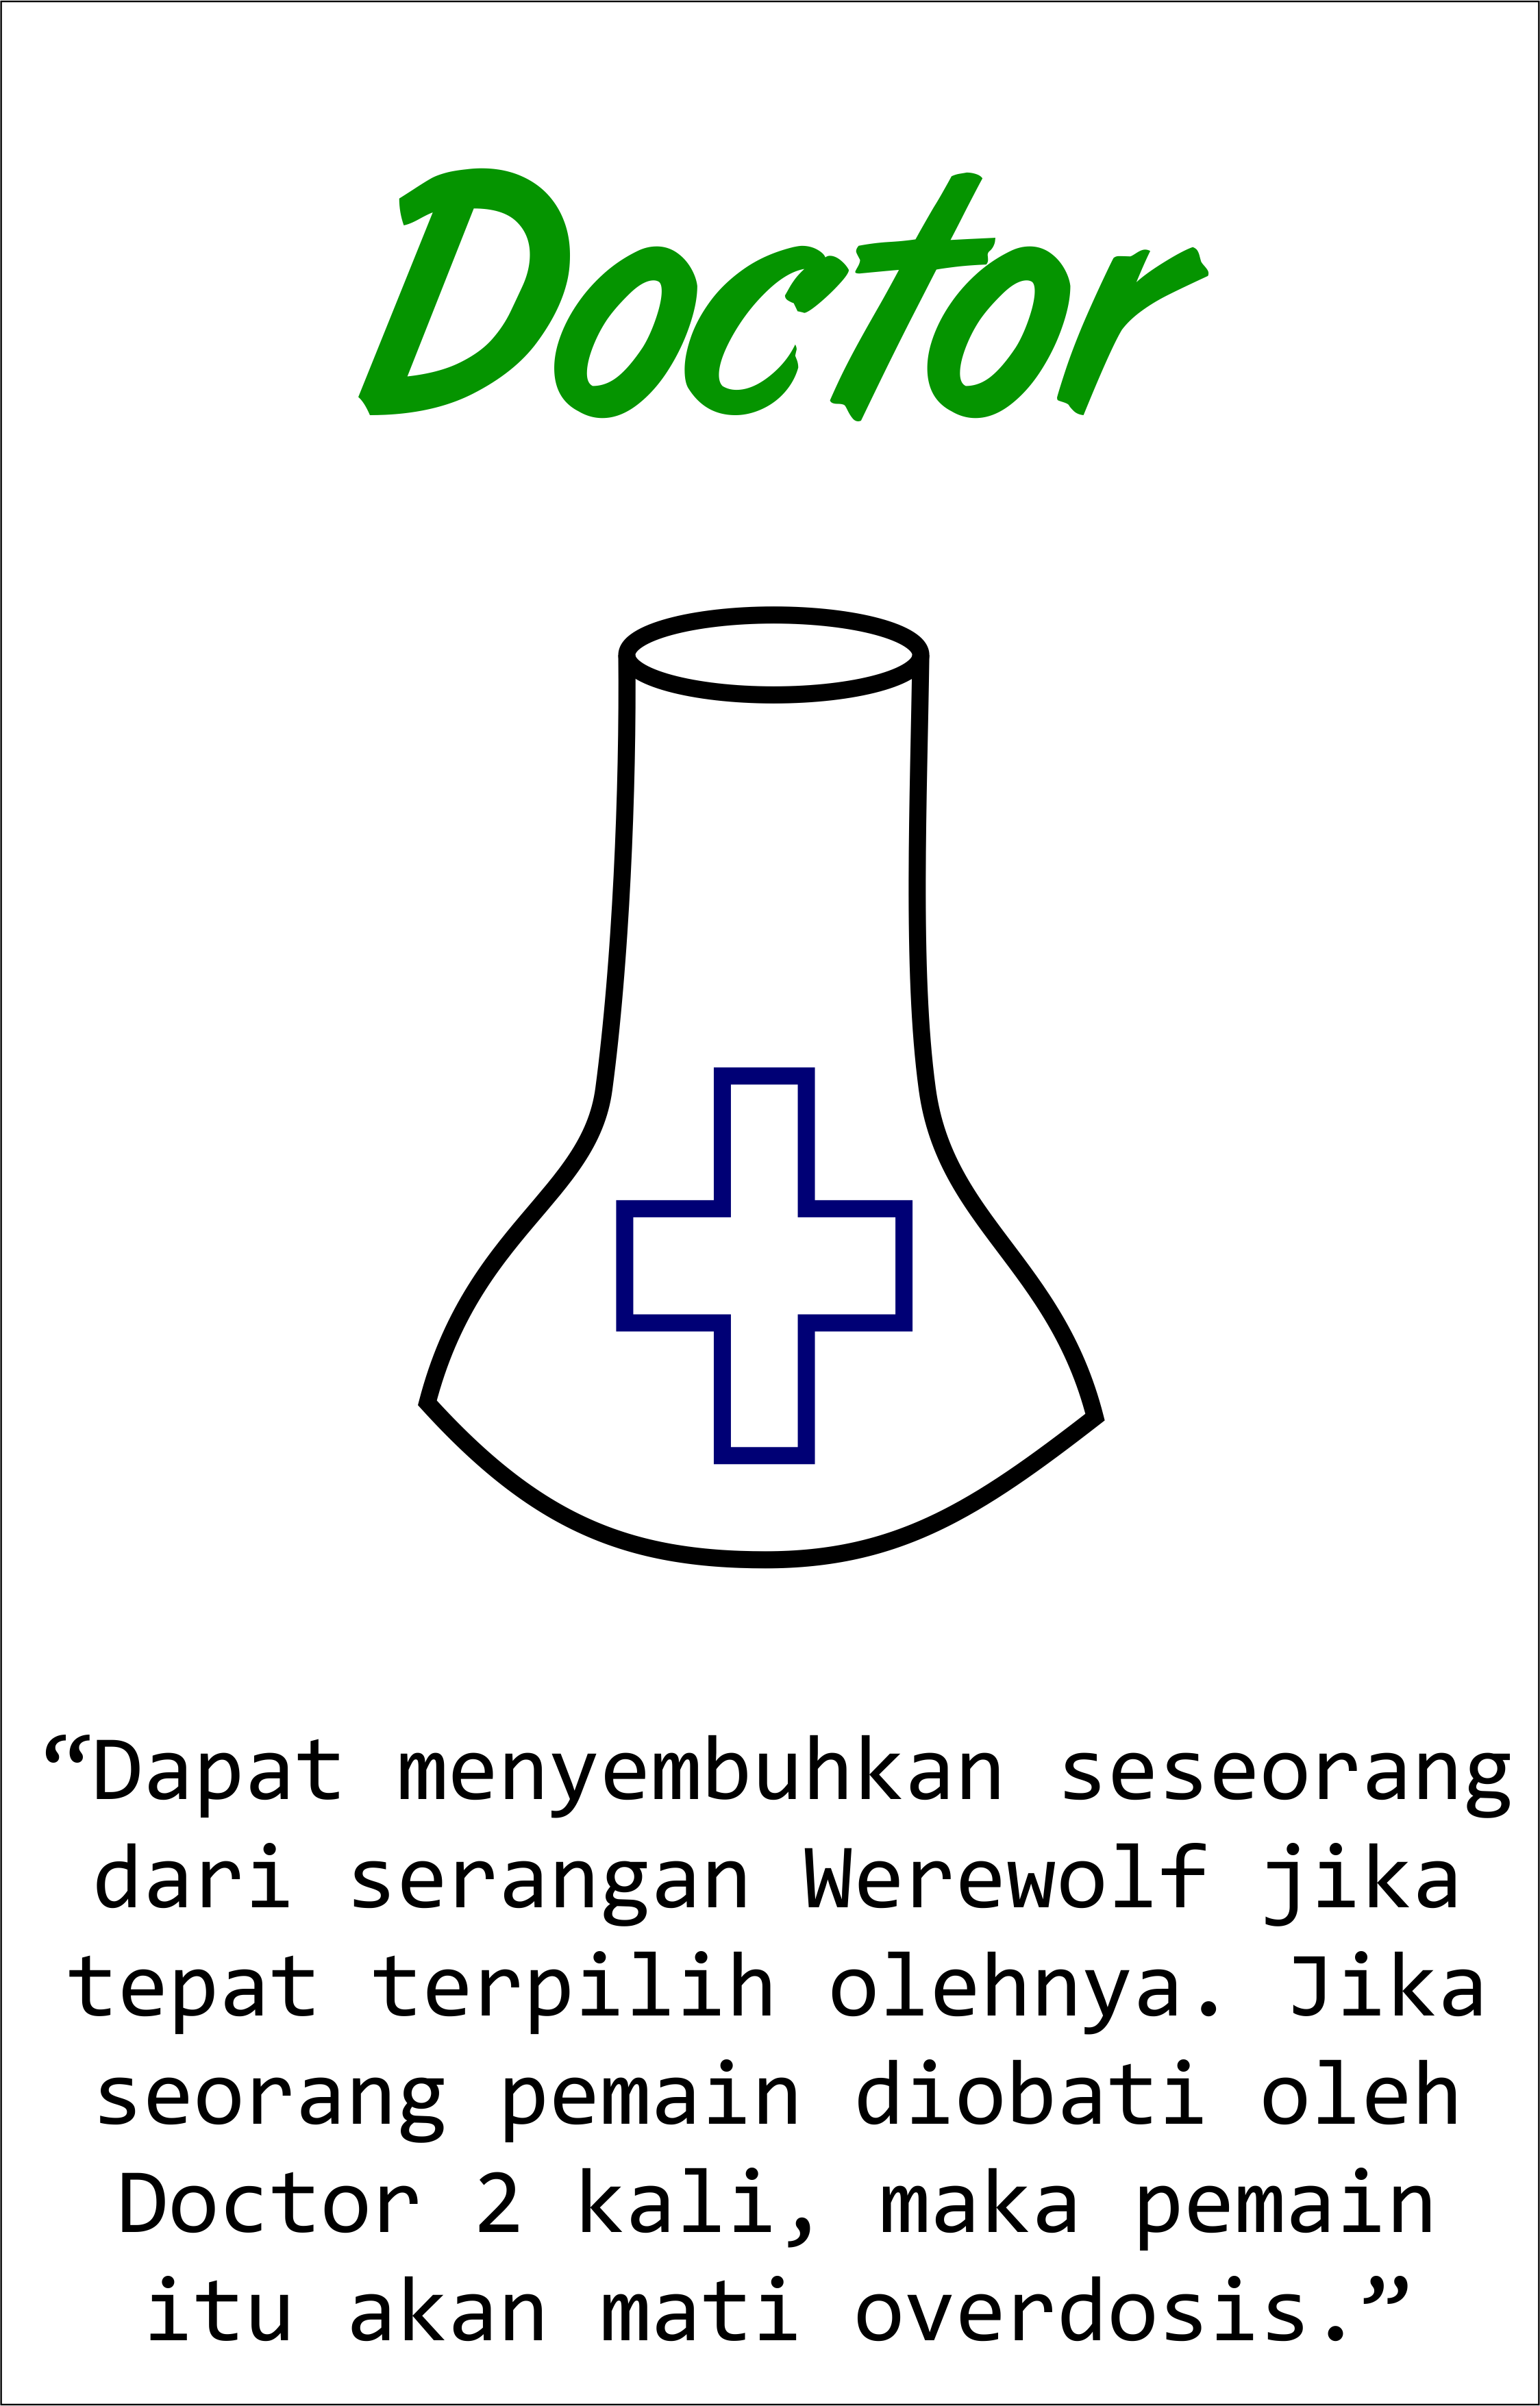 Doctor
“Dapat menyembuhkan seseorang
dari serangan Werewolf jika
tepat terpilih olehnya. Jika
seorang pemain diobati oleh
Doctor 2 kali, maka pemain
itu akan mati overdosis.”